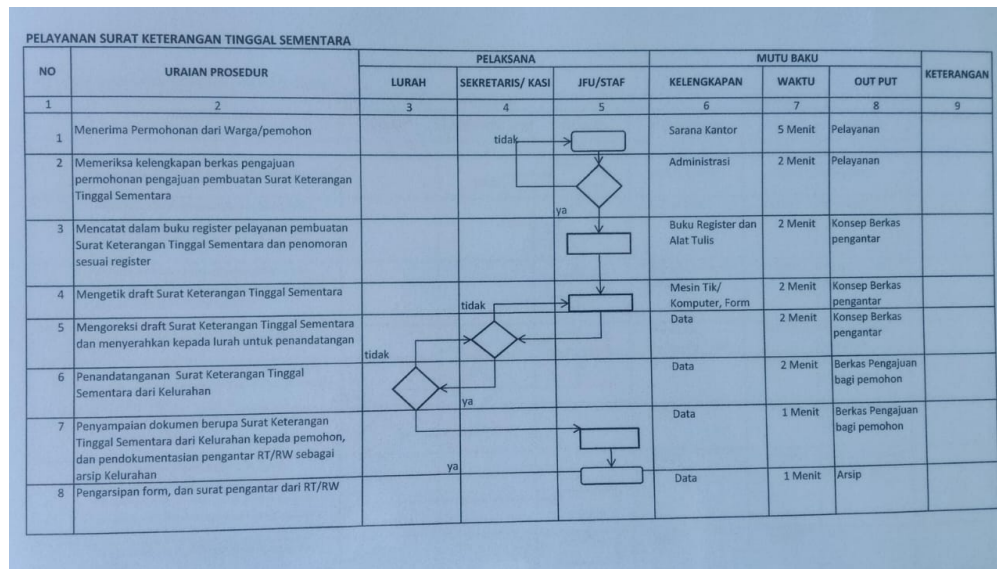 PELAYANAN SURAT KETERANGAN TINGGAL SEMENTARA
NO
URAIAN PROSEDUR
PELAKSANA
MUTU BAKU
KETERANGAN
LURAH
SEKRETARIS/ KASI
JFU/STAF
KELENGKAPAN
WAKTU
OUT PUT
1 2 3 4 5 6 7 8 9
1 Menerima Permohonan dari Warga/pemohon
tidak
Sarana Kantor
5 Menit
Pelayanan
2 Memeriksa kelengkapan berkas pengajuan
permohonan pengajuan pembuatan Surat Keterangan
Tinggal Sementara
ya
Administrasi
2 Menit
Pelayanan
3 Mencatat dalam buku register pelayanan pembuatan
Surat Keterangan Tinggal Sementara dan penomoran
sesuai register
Buku Register dan
Alat Tulis
2 Menit
Konsep Berkas
pengantar
4 Mengetik draft Surat Keterangan Tinggal Sementara
tidak
Mesin Tik/
Komputer, Form
2 Menit
Konsep Berkas
pengantar
5 Mengoreksi draft Surat Keterangan Tinggal Sementara
dan menyerahkan kepada lurah untuk penandatangan
tidak
Data
2 Menit
Konsep Berkas
pengantar
6 Penandatanganan Surat Keterangan Tinggal
Sementara dari Kelurahan
ya
Data
2 Menit
Berkas Pengajuan
bagi pemohon
7 Penyampaian dokumen berupa Surat Keterangan
Tinggal Sementara dari Kelurahan kepada pemohon,
dan pendokumentasian pengantar RT/RW sebagai
arsip Kelurahan
ya
Data
1 Menit
Berkas Pengajuan
bagi pemohon
8 Pengarsipan form, dan surat pengantar dari RT/RW
Data
1 Menit
Arsip